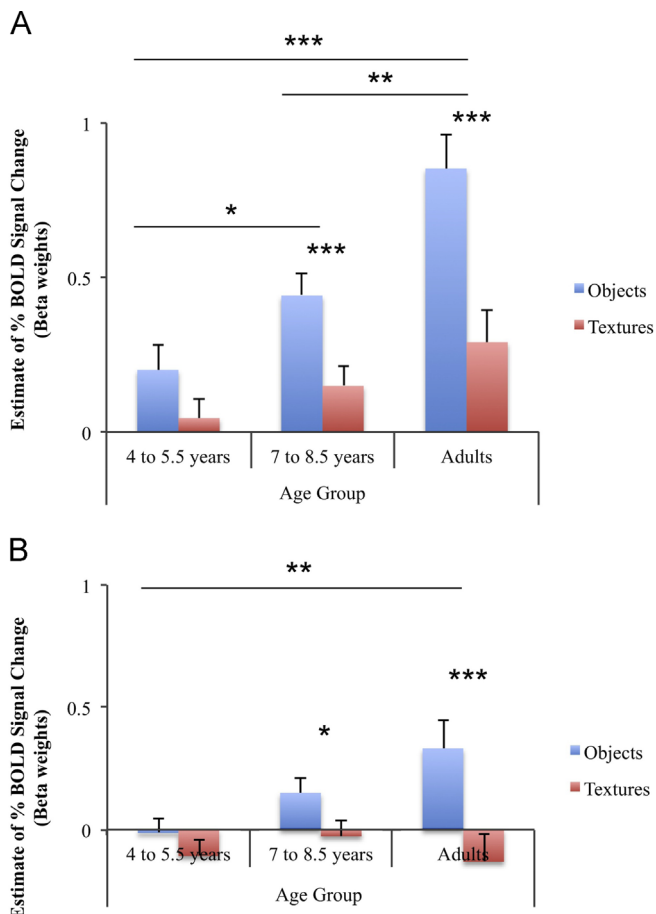 A
***
**
***
1
*
***
0.5
0
Estimate of % BOLD Signal Change
(Beta weights)
Objects
Textures
4 to 5.5 years
7 to 8.5 years
Adults
Age Group
B
**
1
***
0.5
*
0
Estimate of % BOLD Signal Change
(Beta weights)
Objects
Textures
4 to 5.5 years
7 to 8.5 years
Adults
Age Group